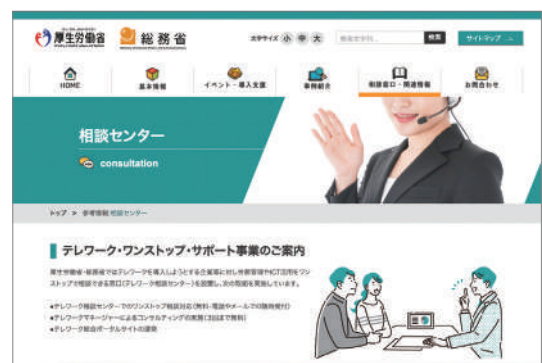 厚生労働省 総務省 文字サイズ 小 中 大 検索 サイトマップ
HOME 基本情報 イベント・導入支援 事例紹介 相談窓口・関連情報 お問合わせ
相談センター
consultation
トップ > 参考情報 相談センター
テレワーク・ワンストップ・サポート事業のご案内
厚生労働省・総務省ではテレワークを導入しようとする企業等に対し労務管理やICT活用をワン
ストップで相談できる窓口(テレワーク相談センター)を設置し、次の取組を実施しています。
●テレワーク相談センターでのワンストップ相談対応(無料・電話やメールでの随時受付)
●テレワークマネージャーによるコンサルティングの実施(3回まで無料)
●テレワーク総合ポータルサイトの運営